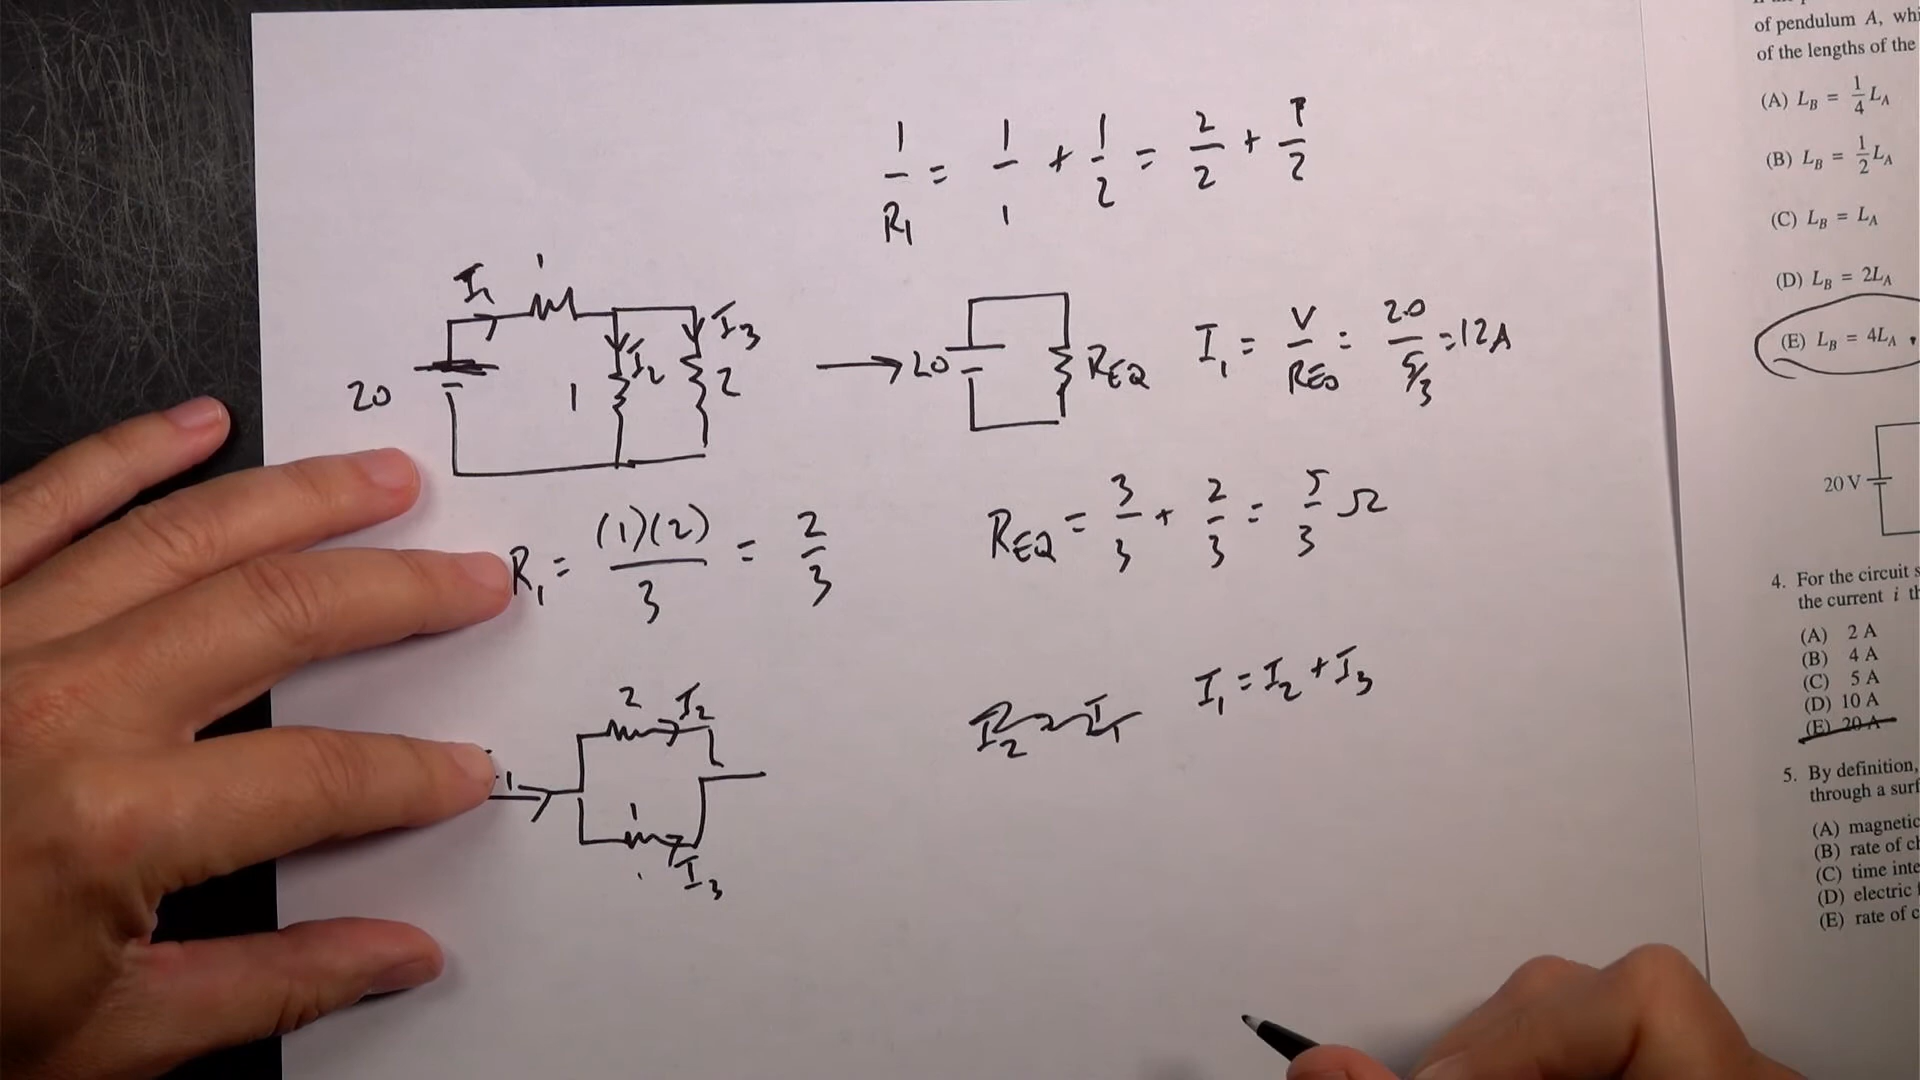 1/R1 = 1/1 + 1/2 = 2/2 + 1/2
I1
1
I2
I3
20
1
2
20
REQ
I1 = V/REQ = 20/5/3 = 12A
R1 = (1)(2)/3 = 2/3
REQ = 3/3 + 2/3 = 5/3 Ω
2
I2
1
I3
I1 = I2 + I3
of pendulum A, whi
of the lengths of the
(A) LB = 1/4 LA
(B) LB = 1/2 LA
(C) LB = LA
(D) LB = 2LA
(E) LB = 4LA
20 V
4. For the circuit s
the current i th
(A) 2 A
(B) 4 A
(C) 5 A
(D) 10 A
(E) 20 A
5. By definition,
through a surf
(A) magnetic
(B) rate of ch
(C) time inte
(D) electric f
(E) rate of c